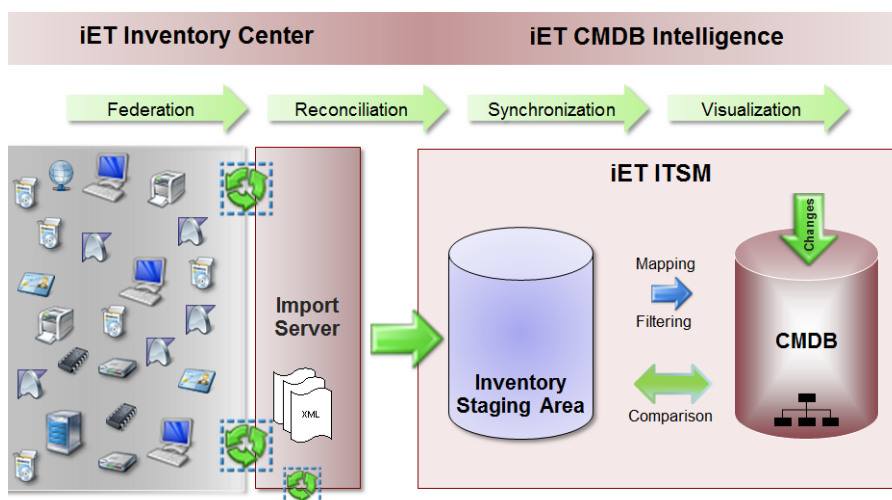 iET Inventory Center
iET CMDB Intelligence
Federation
Reconciliation
Synchronization
Visualization
iET ITSM
Changes
Import
Server
XML
Inventory
Staging Area
Mapping
Filtering
Comparison
CMDB